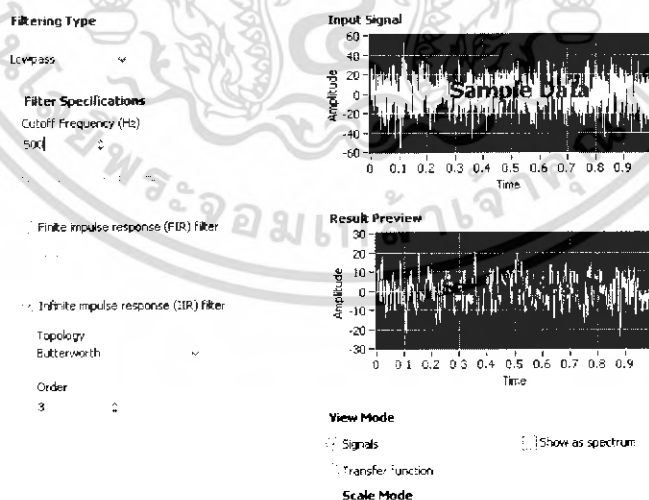 Filtering Type
Lowpass
Filter Specifications
Cutoff Frequency (Hz)
500
Finite impulse response (FIR) filter
Infinite impulse response (IIR) filter
Topology
Butterworth
Order
3
Input Signal
60
40
20
0
-20
-40
-60
Amplitude
Sample Data
0 0.1 0.2 0.3 0.4 0.5 0.6 0.7 0.8 0.9
Time
Result Preview
30
20
10
0
-10
-20
-30
Amplitude
0 0.1 0.2 0.3 0.4 0.5 0.6 0.7 0.8 0.9
Time
View Mode
Signals
Show as spectrum
Transfer function
Scale Mode